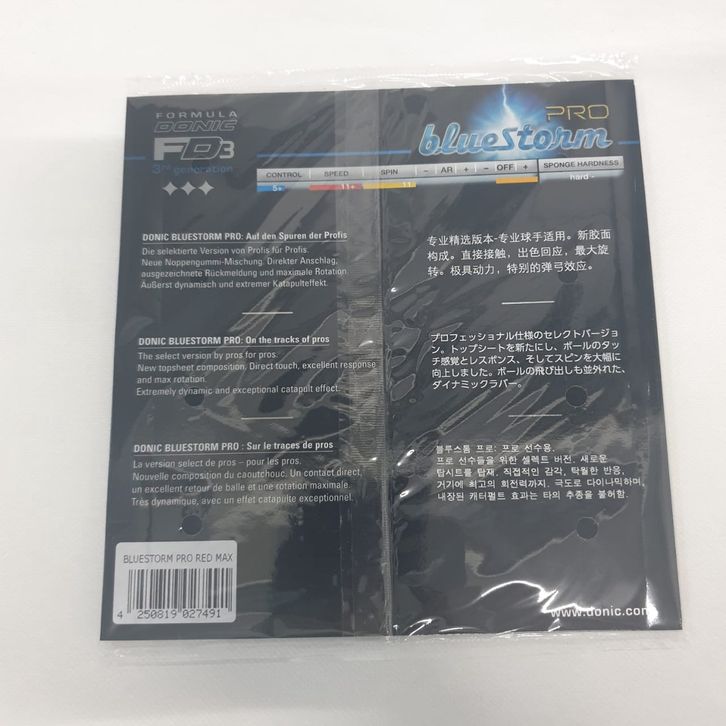 FORMULA
DONIC
FD3
3rd generation
PRO
bluestorm
CONTROL SPEED SPIN - AR + - OFF + SPONGE HARDNESS
5+ 11+ 11 hard -
DONIC BLUESTORM PRO: Auf den Spuren der Profis
Die selektierte Version von Profis für Profis.
Neue Noppengummi-Mischung. Direkter Anschlag,
ausgezeichnete Rückmeldung und maximale Rotation.
Äußerst dynamisch und extremer Katapulteffekt.
DONIC BLUESTORM PRO: On the tracks of pros
The select version by pros for pros.
New topsheet composition. Direct touch, excellent response
and max rotation.
Extremely dynamic and exceptional catapult effect.
DONIC BLUESTORM PRO : Sur le traces de pros
La version select de pros – pour les pros.
Nouvelle composition du caoutchouc. Un contact direct,
un excellent retour de balle et une rotation maximale.
Très dynamique, avec un effet catapulte exceptionnel.
专业精选版本-专业球手适用。新胶面
构成。直接接触，出色回应，最大旋
转。极具动力，特别的弹弓效应。
プロフェッショナル仕様のセレクトバージョ
ン。トップシートを新たにし、ボールのタッ
チ感覚とレスポンス、そしてスピンを大幅に
向上しました。ボールの飛び出しも並外れた、
ダイナミックラバー。
블루스톰 프로: 프로 선수용.
프로 선수들을 위한 셀렉트 버전. 새로운
탑시트를 탑재. 직접적인 감각, 탁월한 반응,
거기에 최고의 회전력까지. 극도로 다이나믹하며,
내장된 캐터펄트 효과는 타의 추종을 불허함.
BLUESTORM PRO RED MAX
4 250819 027491
www.donic.com